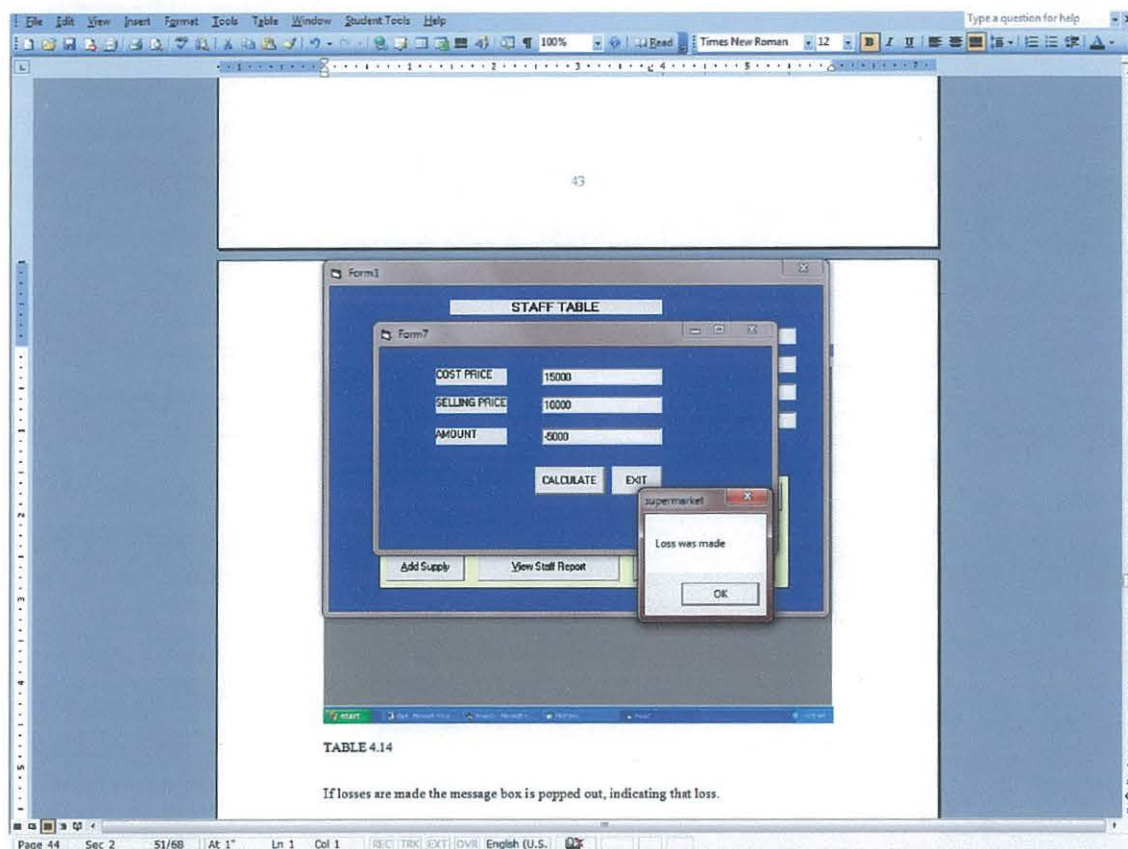 File Edit View Insert Format Tools Table Window Student Tools Help Type a question for help
100% Read Times New Roman 12 B I U A
43
Form1
STAFF TABLE
Form7
COST PRICE 15000
SELLING PRICE 10000
AMOUNT -5000
CALCULATE EXIT
supermarket
Loss was made
OK
Add Supply View Staff Report
START
TABLE 4.14
If losses are made the message box is popped out, indicating that loss.
Page 44 Sec 2 51/68 At 1" Ln 1 Col 1 REC TRK EXT OVR English (U.S.